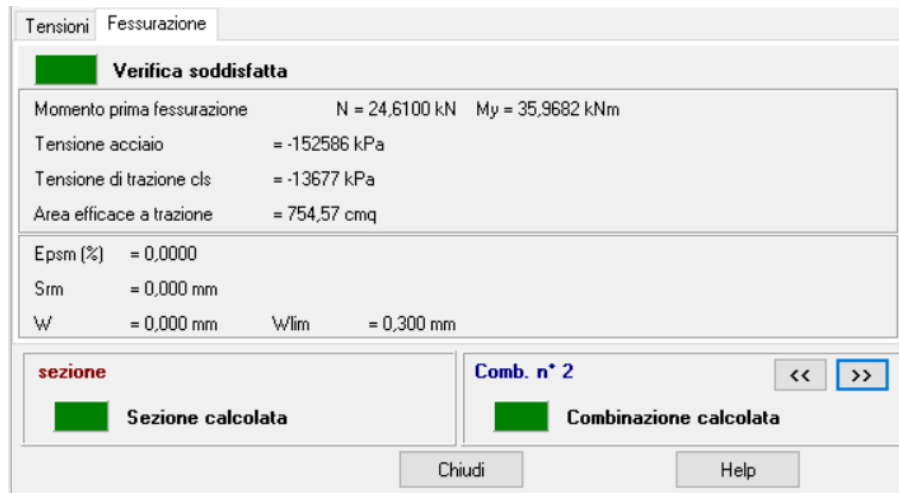 Tensioni Fessurazione
Verifica soddisfatta
Momento prima fessurazione N = 24,6100 kN My = 35,9682 kNm
Tensione acciaio = -152586 kPa
Tensione di trazione cls = -13677 kPa
Area efficace a trazione = 754,57 cmq
Epsm (%) = 0,0000
Srm = 0,000 mm
W = 0,000 mm Wlim = 0,300 mm
sezione Comb. n° 2 << >>
Sezione calcolata Combinazione calcolata
Chiudi Help